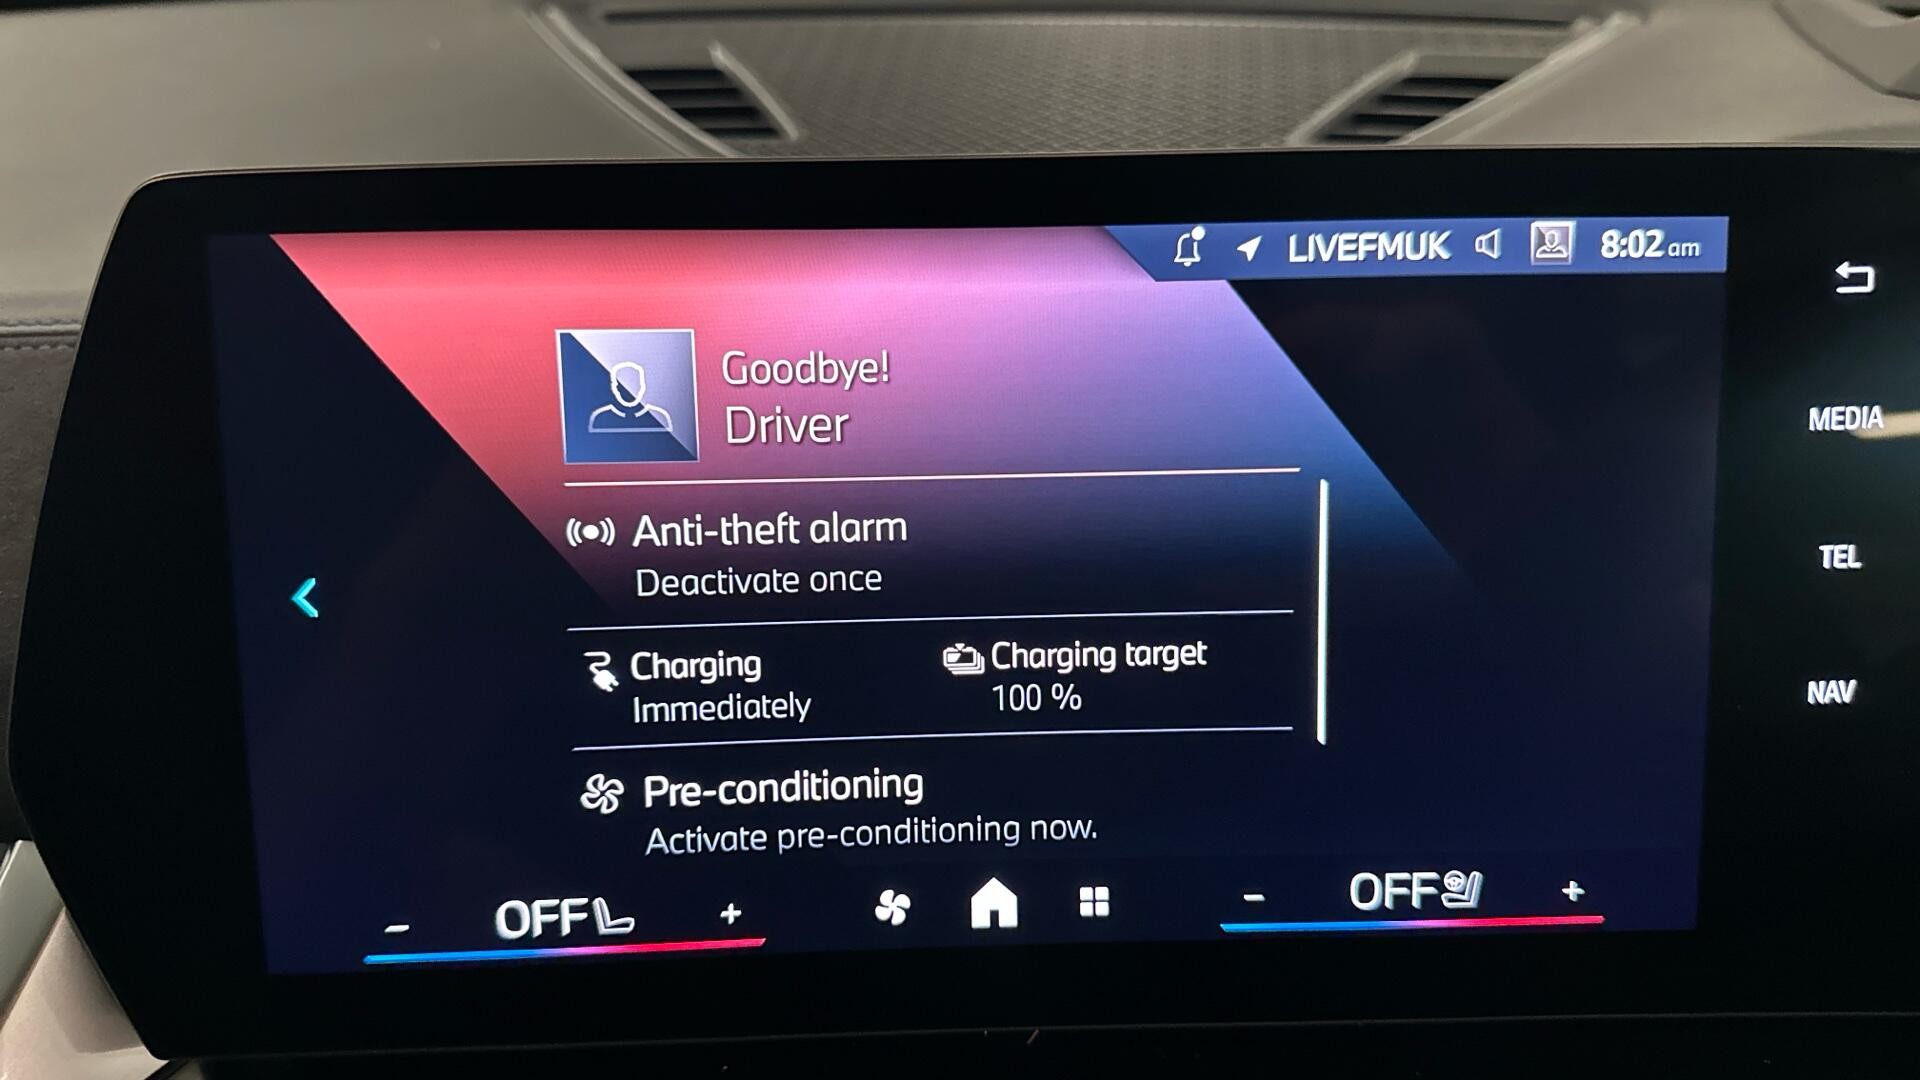 LIVEFMUK 8:02 am
Goodbye!
Driver
Anti-theft alarm
Deactivate once
Charging
Immediately
Charging target
100 %
Pre-conditioning
Activate pre-conditioning now.
- OFF +
- OFF +
MEDIA
TEL
NAV